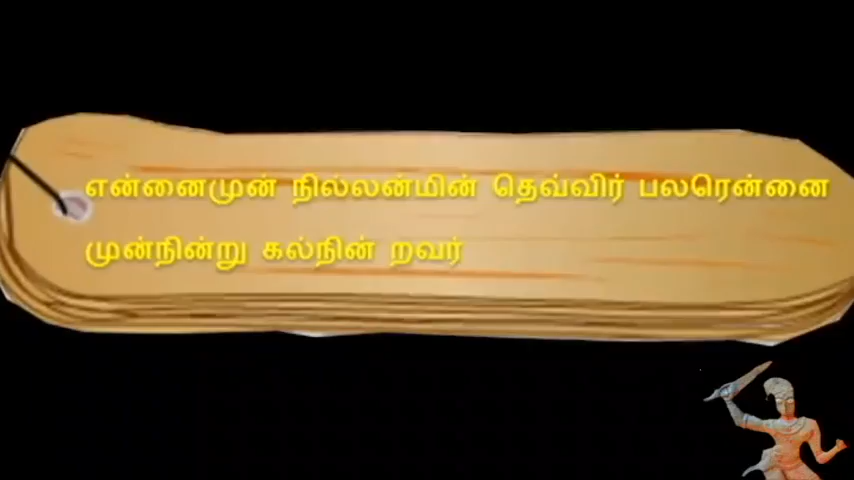 என்னைமுன் நில்லன்மின் தெவ்விர் பலரென்னை
முன்நின்று கல்நின் றவர்